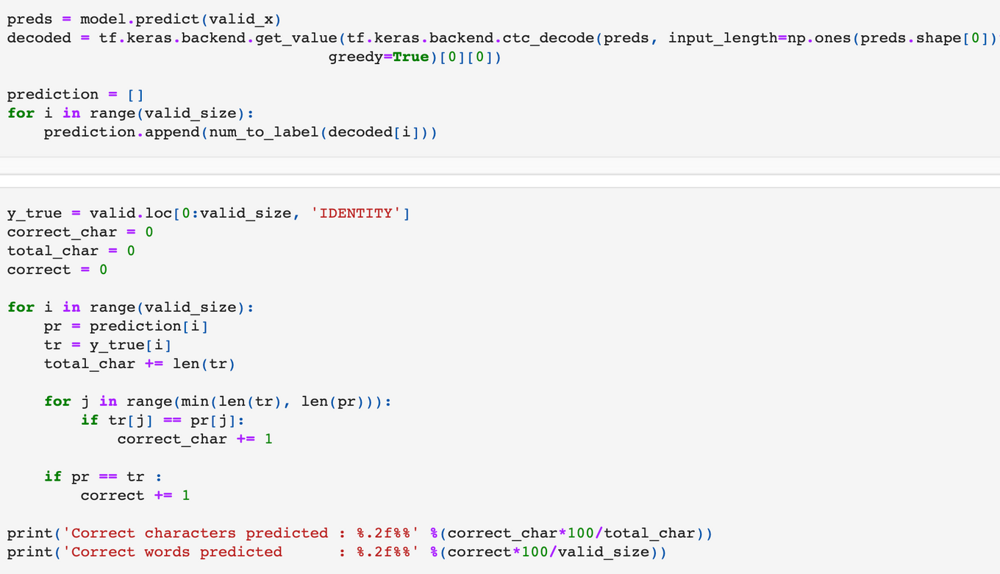 preds = model.predict(valid_x)
decoded = tf.keras.backend.get_value(tf.keras.backend.ctc_decode(preds, input_length=np.ones(preds.shape[0])
                                   greedy=True)[0][0])

prediction = []
for i in range(valid_size):
    prediction.append(num_to_label(decoded[i]))

y_true = valid.loc[0:valid_size, 'IDENTITY']
correct_char = 0
total_char = 0
correct = 0

for i in range(valid_size):
    pr = prediction[i]
    tr = y_true[i]
    total_char += len(tr)

    for j in range(min(len(tr), len(pr))):
        if tr[j] == pr[j]:
            correct_char += 1

    if pr == tr :
        correct += 1

print('Correct characters predicted : %.2f%%' %(correct_char*100/total_char))
print('Correct words predicted      : %.2f%%' %(correct*100/valid_size))